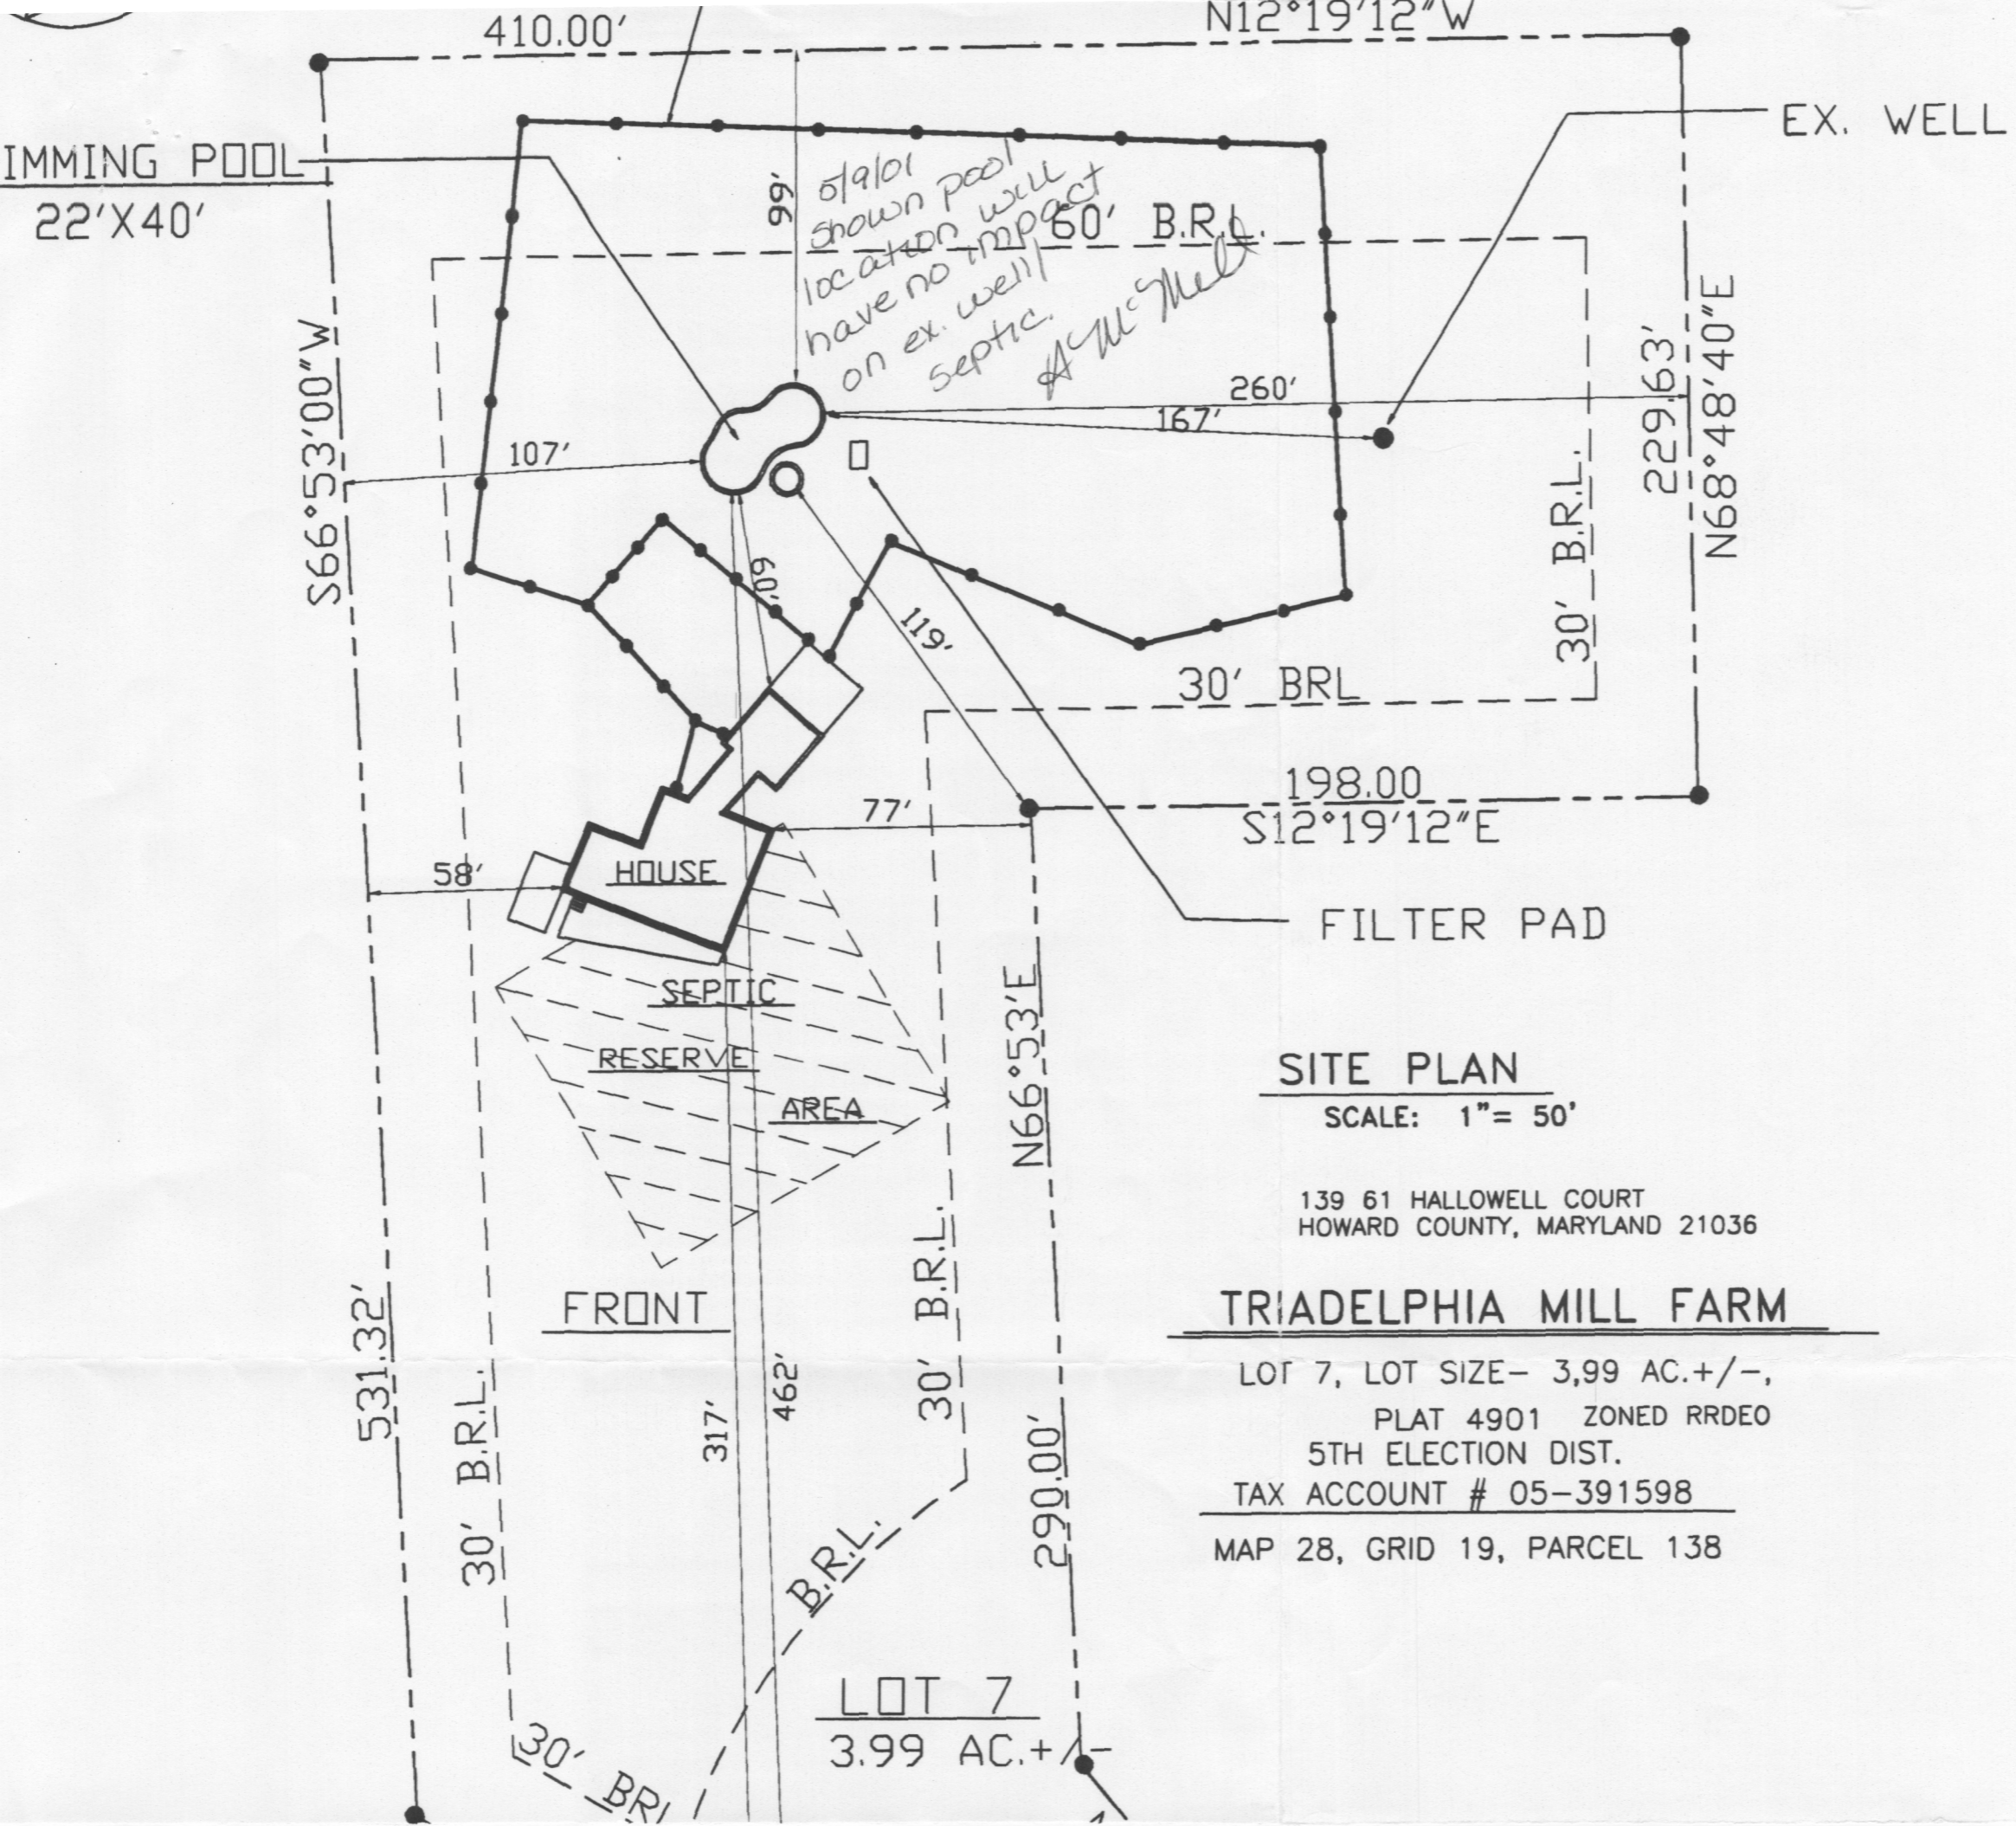 410.00'
N12°19'12"W
EX. WELL
IMMING POOL
22'X40'
99'
5/9/01
shown pool
location will
have no impact
on ex. well/
septic.
60' B.R.L.
S66°53'00"W
107'
260'
167'
229.63'
N68°48'40"E
30' B.R.L.
60'
119'
30' BRL
198.00
S12°19'12"E
77'
58'
HOUSE
FILTER PAD
SEPTIC
RESERVE
AREA
N66°53'E
SITE PLAN
SCALE: 1"= 50'
139 61 HALLOWELL COURT
HOWARD COUNTY, MARYLAND 21036
FRONT
531.32'
30' B.R.L.
317'
462'
30' B.R.L.
290.00'
TRIADELPHIA MILL FARM
LOT 7, LOT SIZE- 3,99 AC.+/-,
PLAT 4901 ZONED RRDEO
5TH ELECTION DIST.
TAX ACCOUNT # 05-391598
MAP 28, GRID 19, PARCEL 138
B.R.L.
LOT 7
3.99 AC.+/-
30' BRL